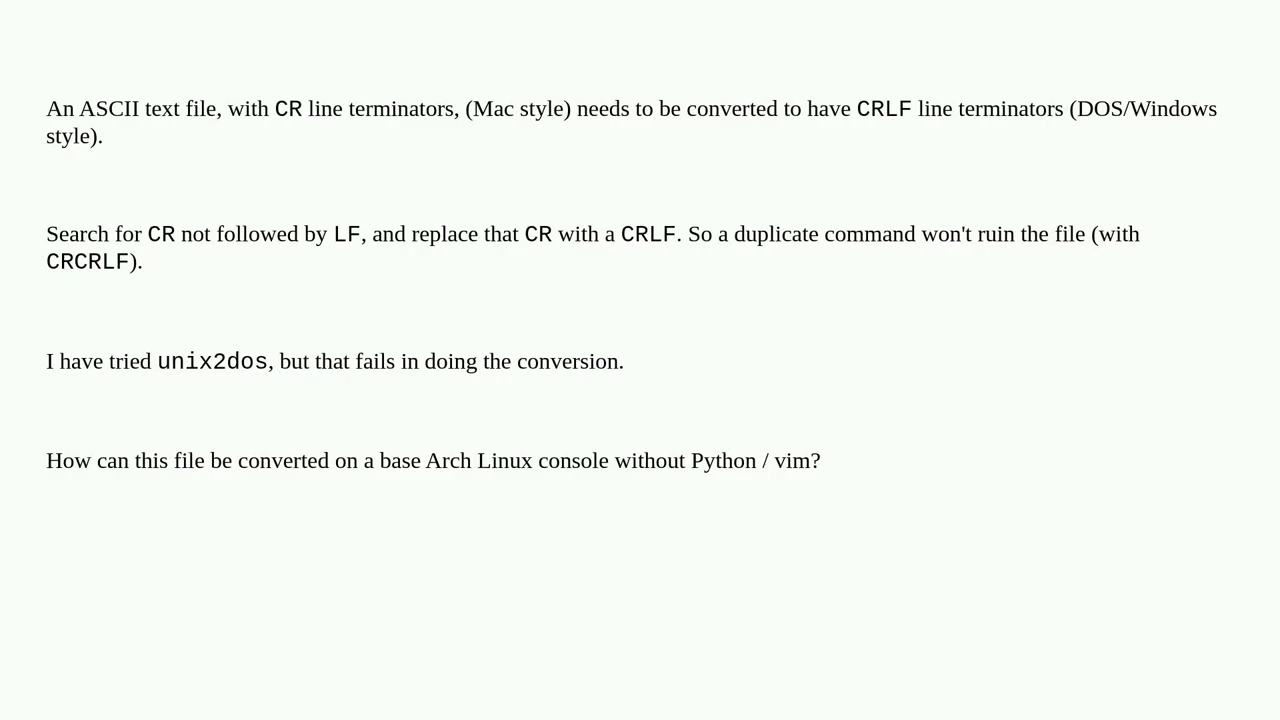 An ASCII text file, with CR line terminators, (Mac style) needs to be converted to have CRLF line terminators (DOS/Windows
style).
Search for CR not followed by LF, and replace that CR with a CRLF. So a duplicate command won't ruin the file (with
CRCRLF).
I have tried unix2dos, but that fails in doing the conversion.
How can this file be converted on a base Arch Linux console without Python / vim?